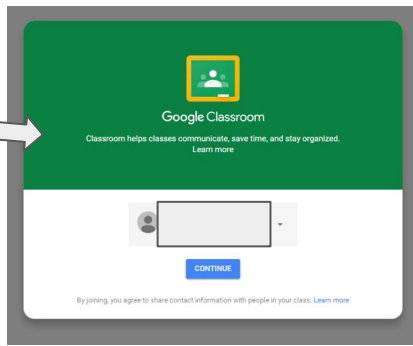 Google Classroom
Classroom helps classes communicate, save time, and stay organized.
Learn more
CONTINUE
By joining, you agree to share contact information with people in your class. Learn more